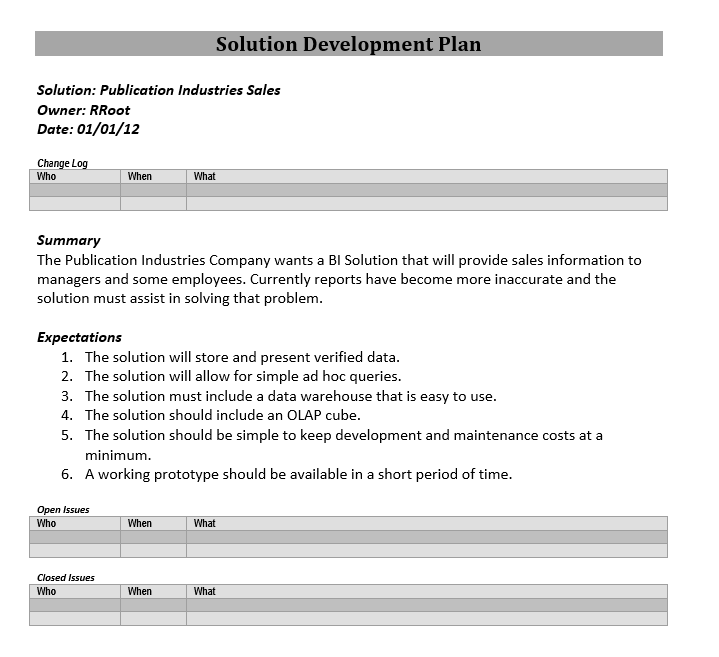 Solution Development Plan
Solution: Publication Industries Sales
Owner: RRoot
Date: 01/01/12
Change Log
Who When What
Summary
The Publication Industries Company wants a BI Solution that will provide sales information to
managers and some employees. Currently reports have become more inaccurate and the
solution must assist in solving that problem.
Expectations
1. The solution will store and present verified data.
2. The solution will allow for simple ad hoc queries.
3. The solution must include a data warehouse that is easy to use.
4. The solution should include an OLAP cube.
5. The solution should be simple to keep development and maintenance costs at a
minimum.
6. A working prototype should be available in a short period of time.
Open Issues
Who When What
Closed Issues
Who When What